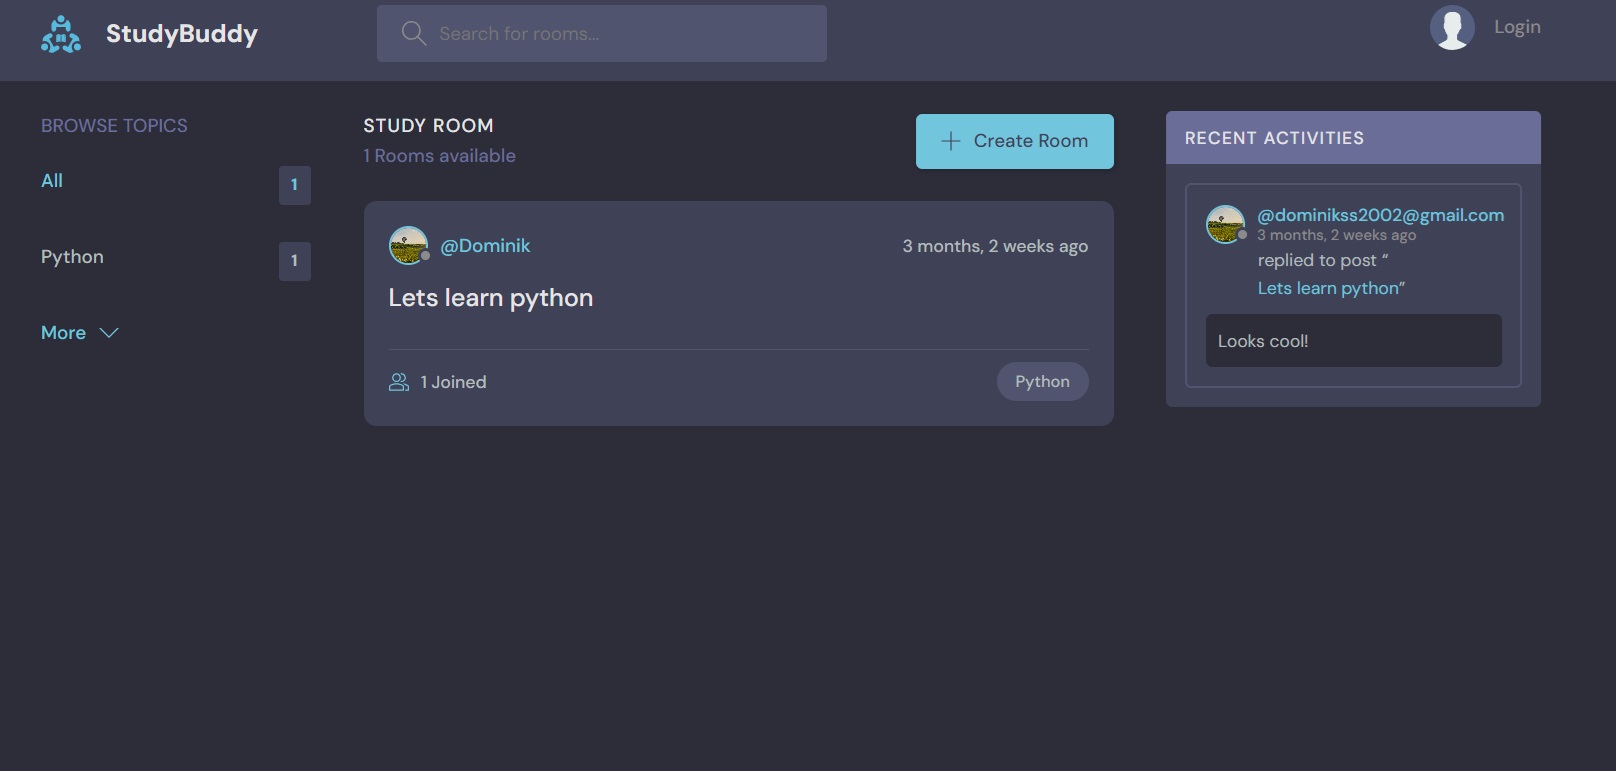 StudyBuddy
Search for rooms...
Login
BROWSE TOPICS
All
1
Python
1
More
STUDY ROOM
1 Rooms available
Create Room
@Dominik
3 months, 2 weeks ago
Lets learn python
1 Joined
Python
RECENT ACTIVITIES
@dominikss2002@gmail.com
3 months, 2 weeks ago
replied to post “
Lets learn python”
Looks cool!